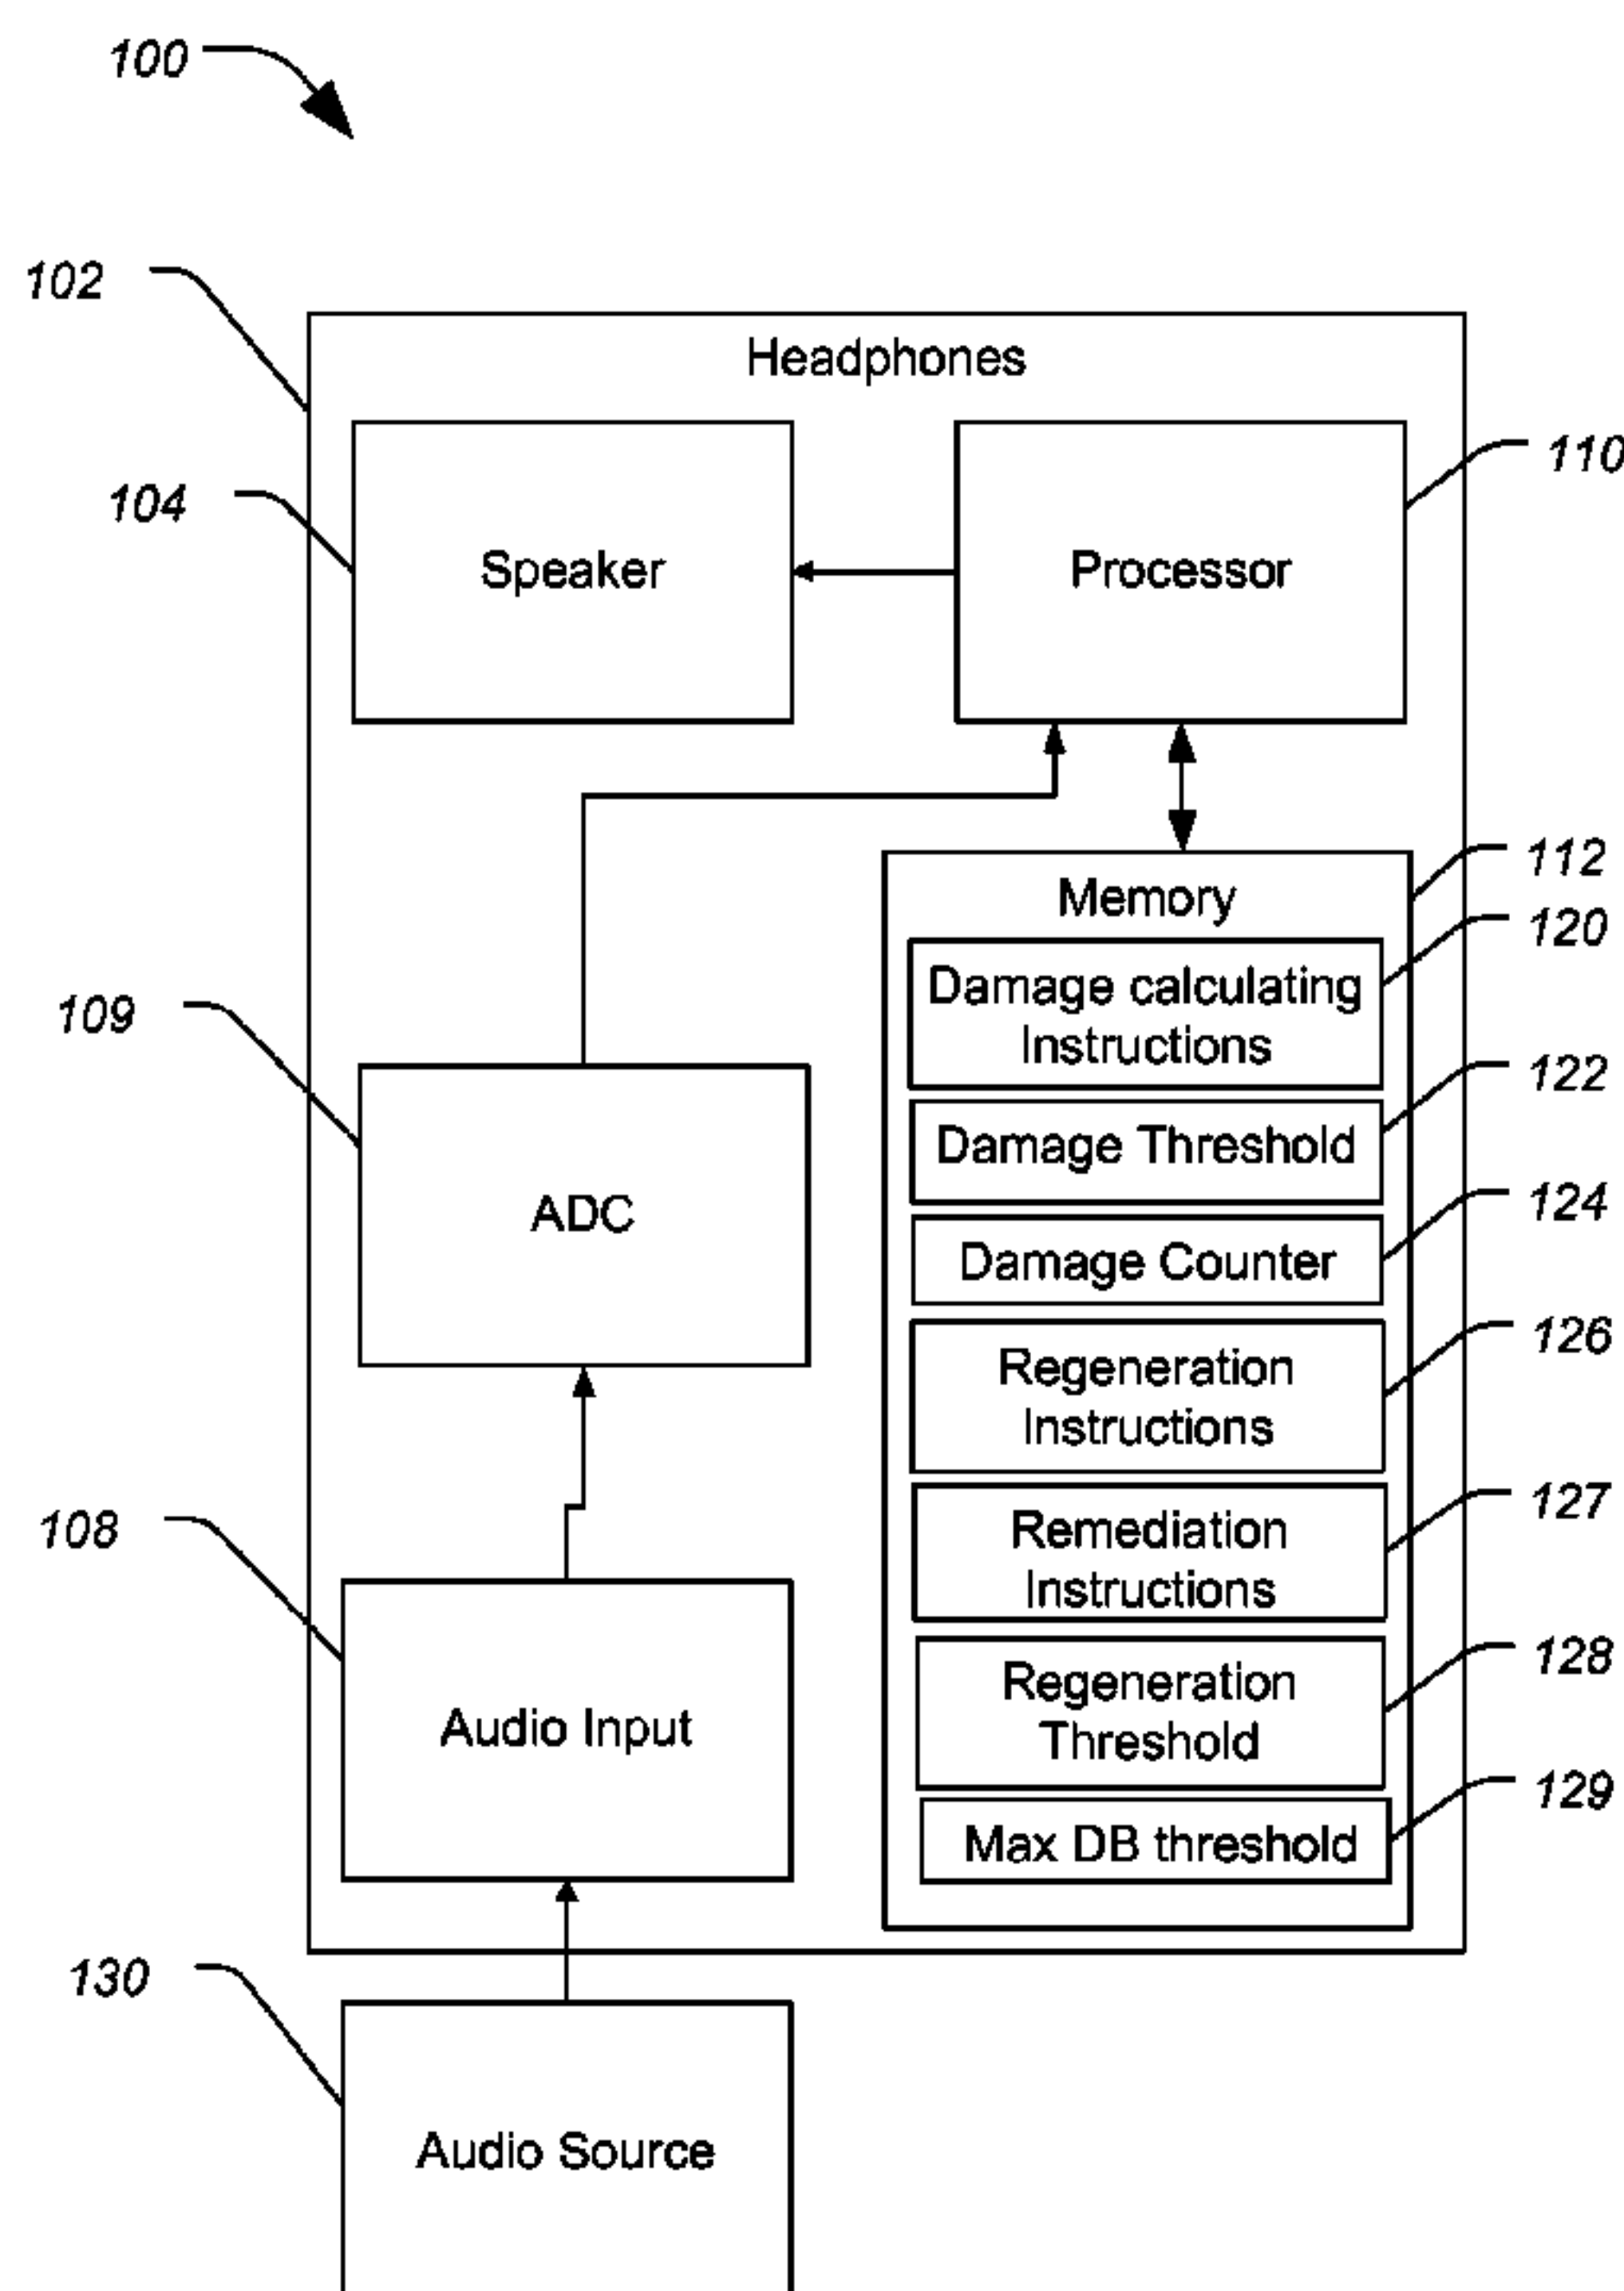 100
102
Headphones
104
Speaker
Processor
110
Memory
112
120
Damage calculating
Instructions
109
122
Damage Threshold
ADC
124
Damage Counter
126
Regeneration
Instructions
127
Remediation
Instructions
108
128
Regeneration
Threshold
Audio Input
129
Max DB threshold
130
Audio Source